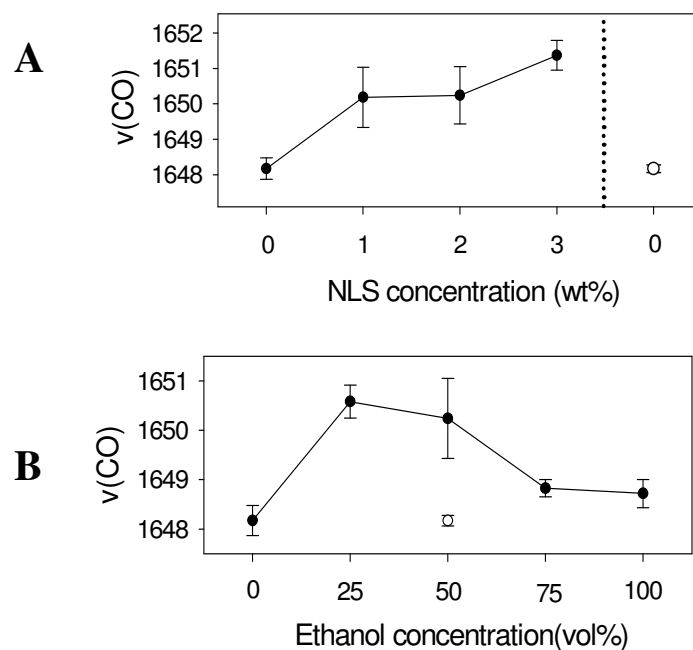 A
1652
1651
1650
1649
1648
ν(CO)
0 1 2 3 0
NLS concentration (wt%)
B
1651
1650
1649
1648
ν(CO)
0 25 50 75 100
Ethanol concentration(vol%)